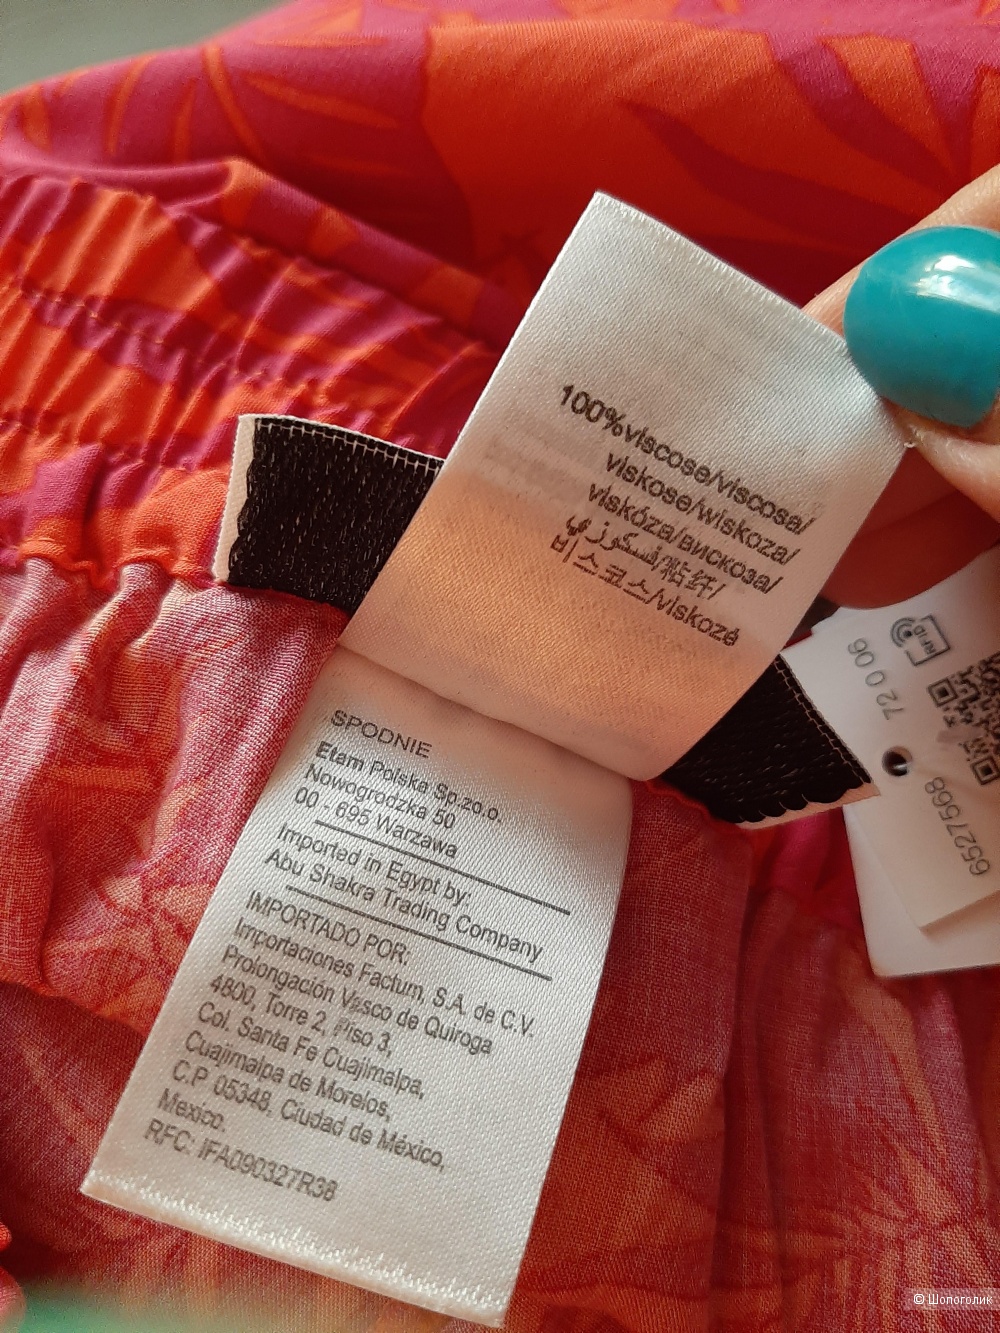 100%viscose/viscosa/
viskose/wiskoza/
viskóza/вискоза/
فسكوزي/粘纤/
비스코스/viskozé
SPODNIE
Etam Polska Sp.zo.o.
Nowogrodzka 50
00 - 695 Warzawa
Imported in Egypt by:
Abu Shakra Trading Company
IMPORTADO POR:
Importaciones Factum, S.A. de C.V.
Prolongación Vasco de Quiroga
4800, Torre 2, Piso 3,
Col. Santa Fe Cuajimalpa,
Cuajimalpa de Morelos,
C.P 05348, Ciudad de México,
Mexico.
RFC: IFA090327R38
RFID
72006
6527568
© Шопоголик